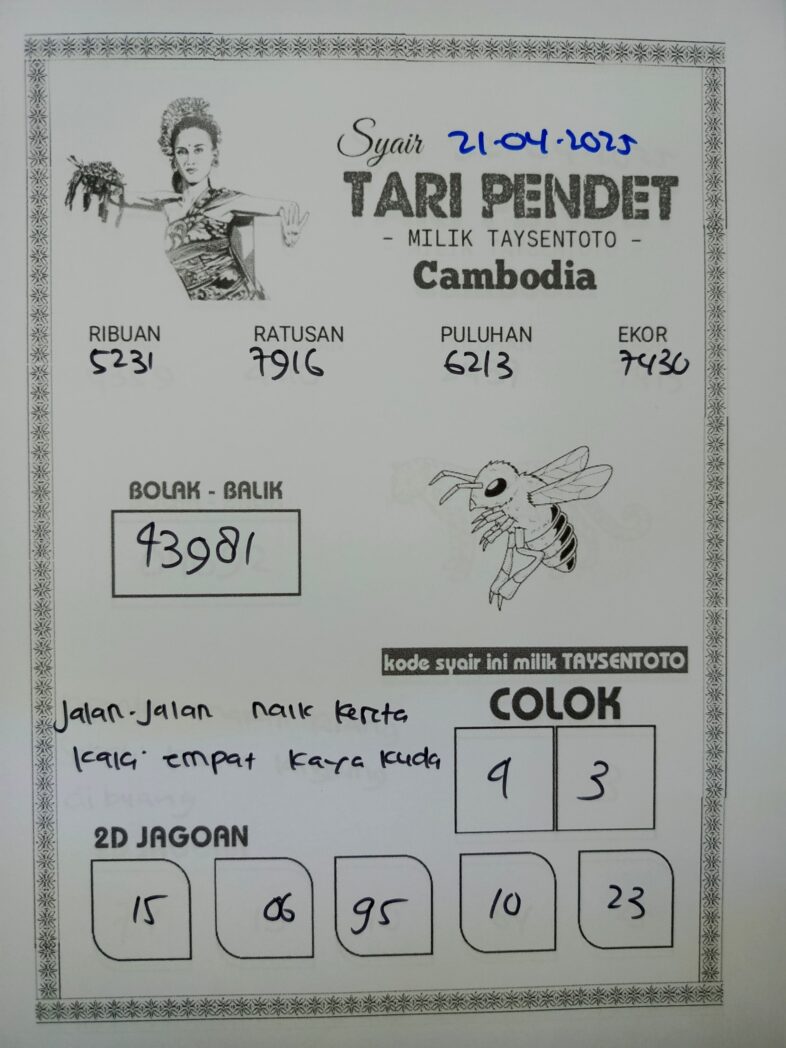 Syair 21-04-2025
TARI PENDET
- MILIK TAYSENTOTO -
Cambodia
RIBUAN RATUSAN PULUHAN EKOR
5231 7916 6213 7430
BOLAK - BALIK
93981
kode syair ini milik TAYSENTOTO
COLOK
Jalan-Jalan naik kereta
kaki empat kaya kuda
9 3
2D JAGOAN
15 06 95 10 23